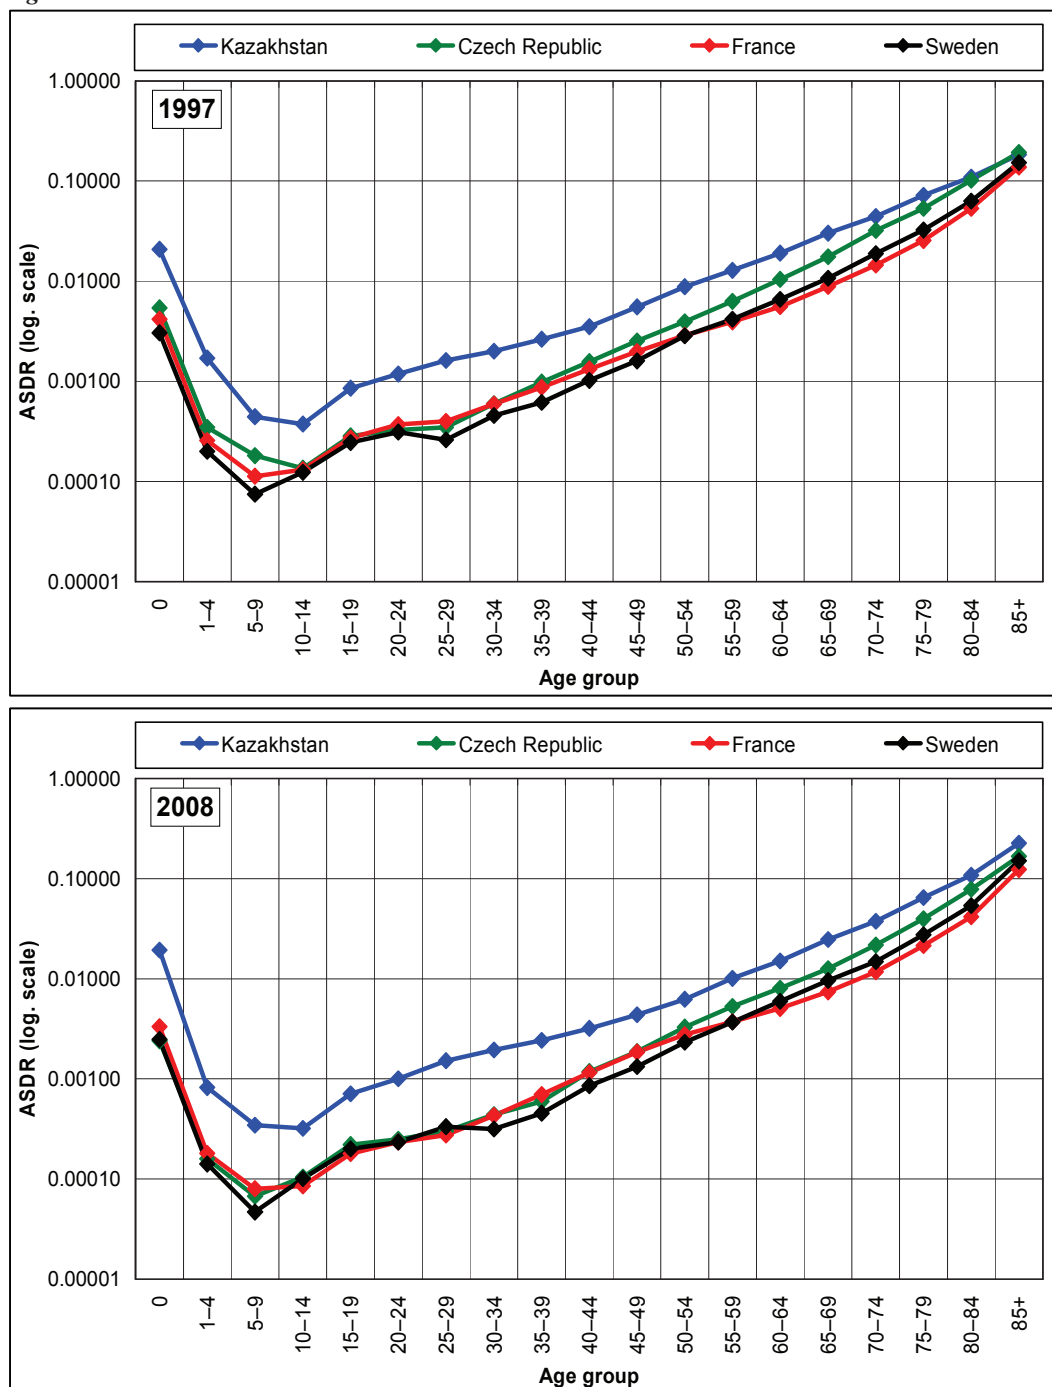 Kazakhstan Czech Republic France Sweden
1997
ASDR (log. scale)
1.00000
0.10000
0.01000
0.00100
0.00010
0.00001
0 1–4 5–9 10–14 15–19 20–24 25–29 30–34 35–39 40–44 45–49 50–54 55–59 60–64 65–69 70–74 75–79 80–84 85+
Age group
Kazakhstan Czech Republic France Sweden
2008
ASDR (log. scale)
1.00000
0.10000
0.01000
0.00100
0.00010
0.00001
0 1–4 5–9 10–14 15–19 20–24 25–29 30–34 35–39 40–44 45–49 50–54 55–59 60–64 65–69 70–74 75–79 80–84 85+
Age group